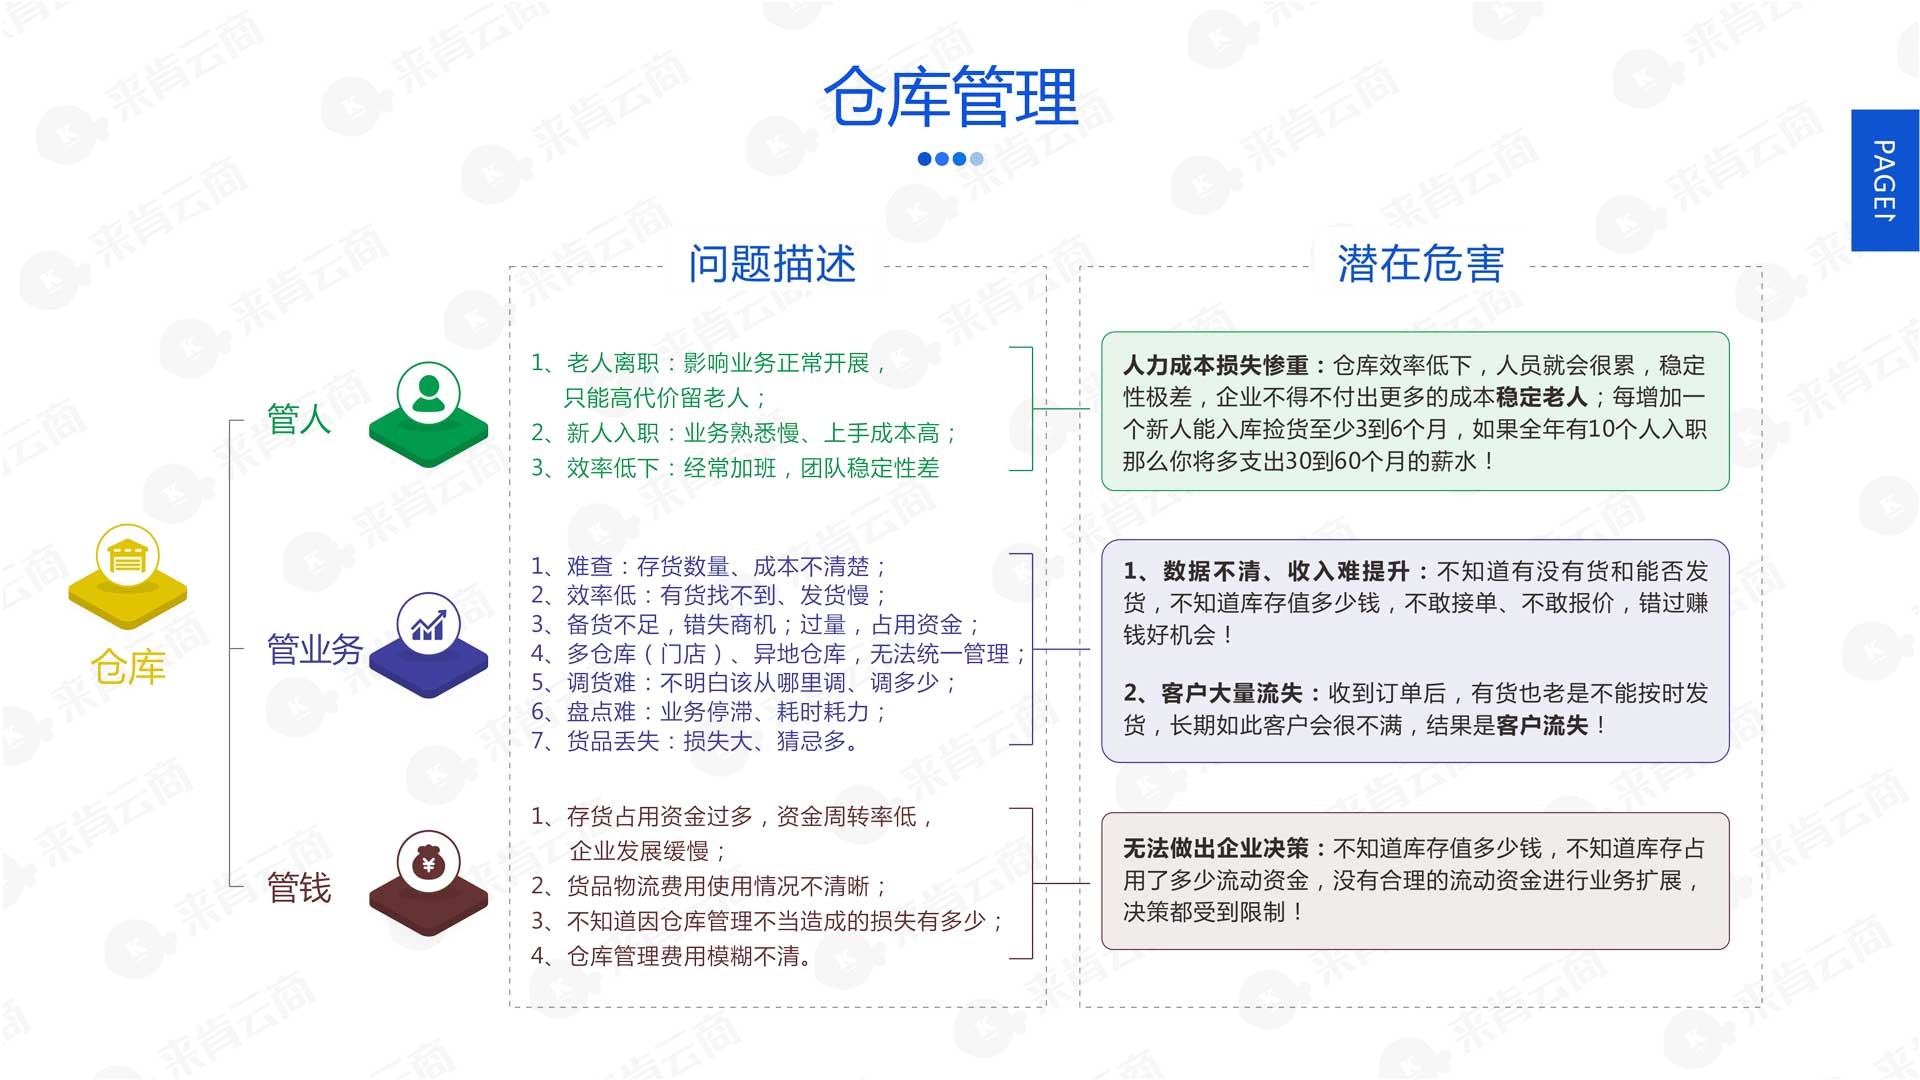 仓库管理
PAGE
问题描述
潜在危害
仓库
管人
1、老人离职：影响业务正常开展，
只能高代价留老人；
2、新人入职：业务熟悉慢、上手成本高；
3、效率低下：经常加班，团队稳定性差
人力成本损失惨重：仓库效率低下，人员就会很累，稳定
性极差，企业不得不付出更多的成本稳定老人；每增加一
个新人能入库捡货至少3到6个月，如果全年有10个人入职
那么你将多支出30到60个月的薪水！
管业务
1、难查：存货数量、成本不清楚；
2、效率低：有货找不到、发货慢；
3、备货不足，错失商机；过量，占用资金；
4、多仓库（门店）、异地仓库，无法统一管理；
5、调货难：不明白该从哪里调、调多少；
6、盘点难：业务停滞、耗时耗力；
7、货品丢失：损失大、猜忌多。
1、数据不清、收入难提升：不知道有没有货和能否发
货，不知道库存值多少钱，不敢接单、不敢报价，错过赚
钱好机会！
2、客户大量流失：收到订单后，有货也老是不能按时发
货，长期如此客户会很不满，结果是客户流失！
管钱
1、存货占用资金过多，资金周转率低，
企业发展缓慢；
2、货品物流费用使用情况不清晰；
3、不知道因仓库管理不当造成的损失有多少；
4、仓库管理费用模糊不清。
无法做出企业决策：不知道库存值多少钱，不知道库存占
用了多少流动资金，没有合理的流动资金进行业务扩展，
决策都受到限制！
来肯云商